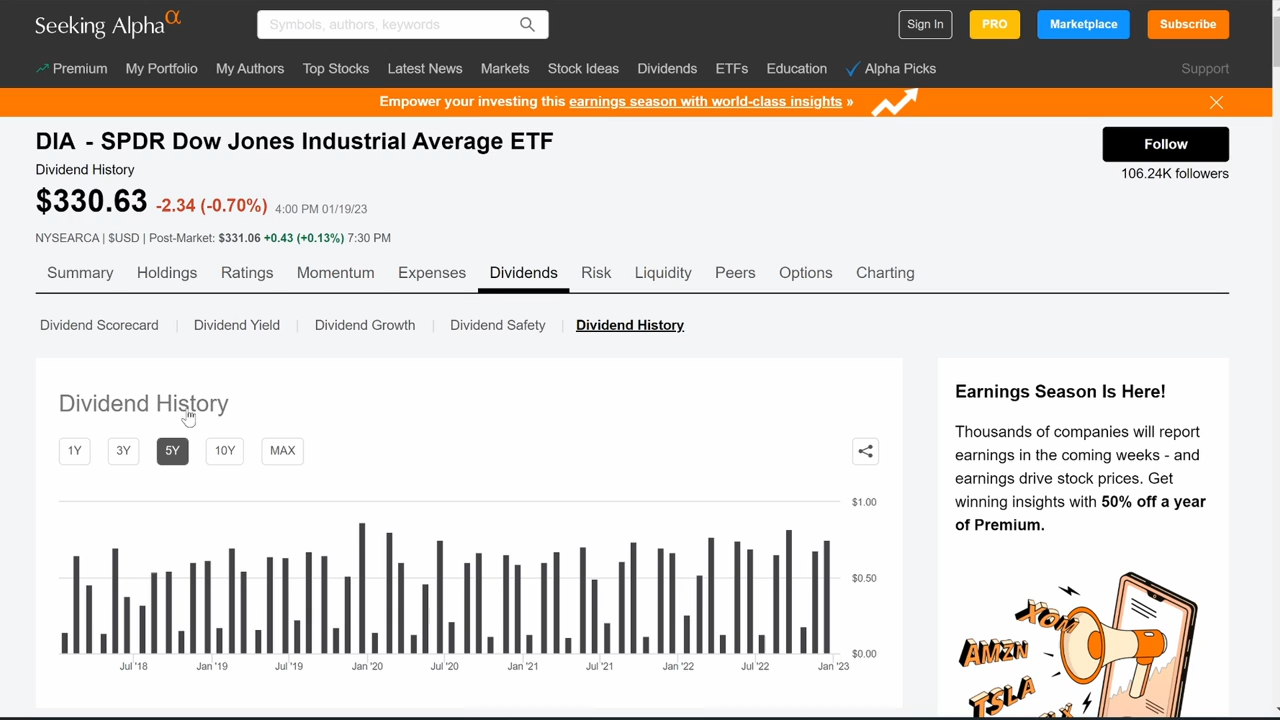 Seeking Alpha α
Symbols, authors, keywords
Sign In
PRO
Marketplace
Subscribe
Premium My Portfolio My Authors Top Stocks Latest News Markets Stock Ideas Dividends ETFs Education Alpha Picks Support
Empower your investing this earnings season with world-class insights »
DIA - SPDR Dow Jones Industrial Average ETF
Follow
Dividend History
106.24K followers
$330.63 -2.34 (-0.70%) 4:00 PM 01/19/23
NYSEARCA | $USD | Post-Market: $331.06 +0.43 (+0.13%) 7:30 PM
Summary Holdings Ratings Momentum Expenses Dividends Risk Liquidity Peers Options Charting
Dividend Scorecard | Dividend Yield | Dividend Growth | Dividend Safety | Dividend History
Dividend History
1Y 3Y 5Y 10Y MAX
$1.00
$0.50
$0.00
Jul '18 Jan '19 Jul '19 Jan '20 Jul '20 Jan '21 Jul '21 Jan '22 Jul '22 Jan '23
Earnings Season Is Here!
Thousands of companies will report
earnings in the coming weeks - and
earnings drive stock prices. Get
winning insights with 50% off a year
of Premium.
XOM
AMZN
TSLA